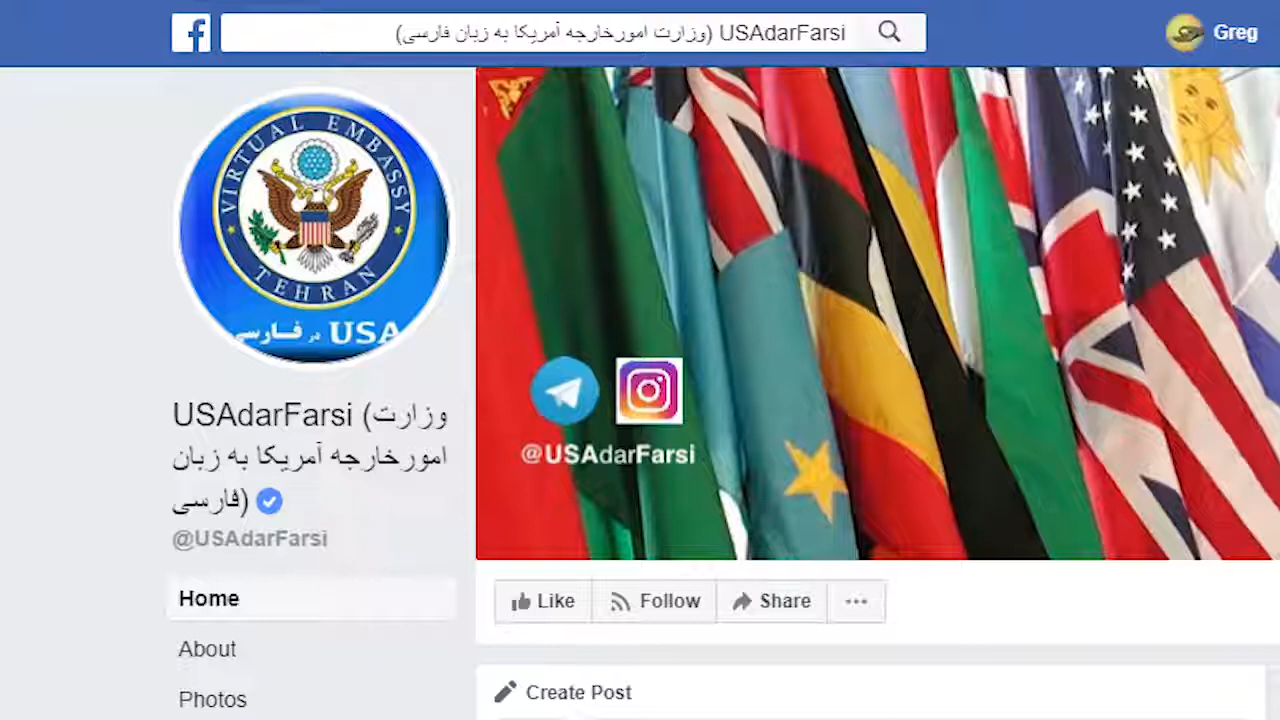 USAdarFarsi (وزارت امورخارجه آمریکا به زبان فارسی)
Greg
VIRTUAL EMBASSY
TEHRAN
USA در فارسی
@USAdarFarsi
USAdarFarsi (وزارت
امورخارجه آمریکا به زبان
فارسی)
@USAdarFarsi
Home
About
Photos
Like
Follow
Share
Create Post